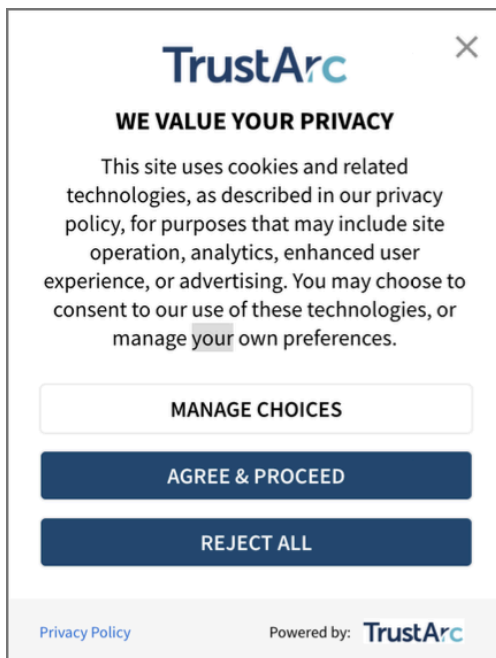 TrustArc
WE VALUE YOUR PRIVACY
This site uses cookies and related
technologies, as described in our privacy
policy, for purposes that may include site
operation, analytics, enhanced user
experience, or advertising. You may choose to
consent to our use of these technologies, or
manage your own preferences.
MANAGE CHOICES
AGREE & PROCEED
REJECT ALL
Privacy Policy
Powered by: TrustArc